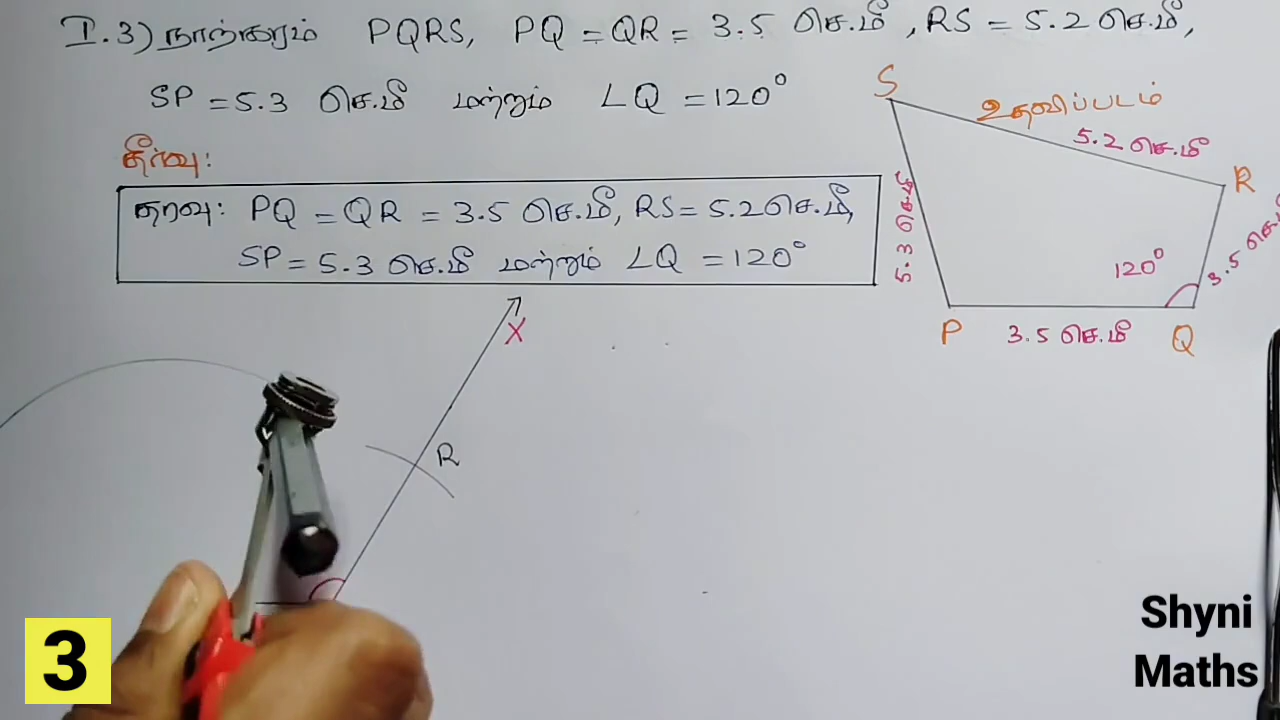 I.3) நாற்கரம் PQRS, PQ = QR = 3.5 செ.மீ, RS = 5.2 செ.மீ,
SP = 5.3 செ.மீ மற்றும் ∠Q = 120°
தீர்வு:
தரவு: PQ = QR = 3.5 செ.மீ, RS = 5.2 செ.மீ,
SP = 5.3 செ.மீ மற்றும் ∠Q = 120°
S
உதவிப்படம்
5.2 செ.மீ
R
5.3 செ.மீ
120°
3.5 செ.மீ
P 3.5 செ.மீ Q
X
R
3
Shyni
Maths